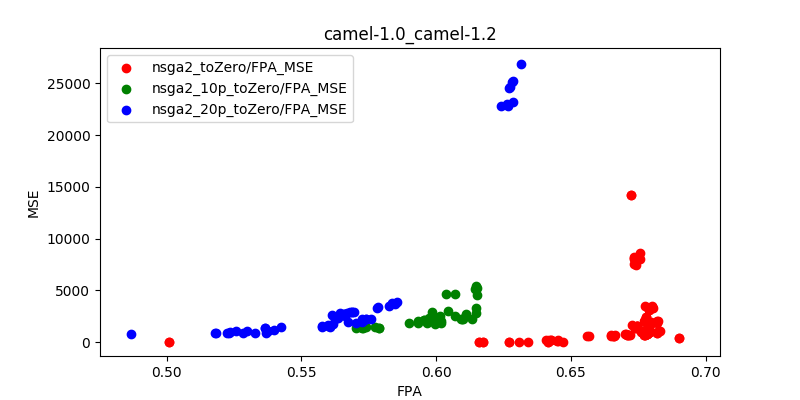 camel-1.0_camel-1.2
nsga2_toZero/FPA_MSE
nsga2_10p_toZero/FPA_MSE
nsga2_20p_toZero/FPA_MSE
MSE
25000
20000
15000
10000
5000
0
0.50 0.55 0.60 0.65 0.70
FPA